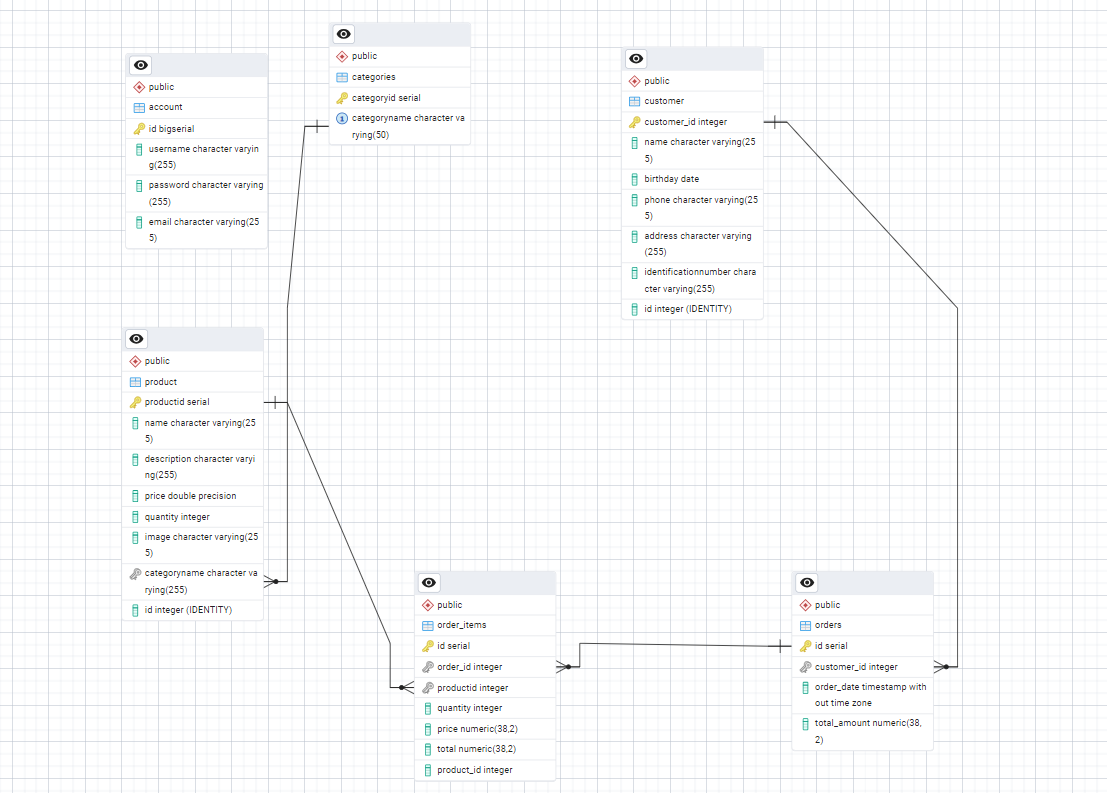 public
account
id bigserial
username character varyin
g(255)
password character varying
(255)
email character varying(25
5)
public
categories
categoryid serial
categoryname character va
rying(50)
public
customer
customer_id integer
name character varying(25
5)
birthday date
phone character varying(25
5)
address character varying
(255)
identificationnumber chara
cter varying(255)
id integer (IDENTITY)
public
product
productid serial
name character varying(25
5)
description character varyi
ng(255)
price double precision
quantity integer
image character varying(25
5)
categoryname character va
rying(255)
id integer (IDENTITY)
public
order_items
id serial
order_id integer
productid integer
quantity integer
price numeric(38,2)
total numeric(38,2)
product_id integer
public
orders
id serial
customer_id integer
order_date timestamp with
out time zone
total_amount numeric(38,
2)